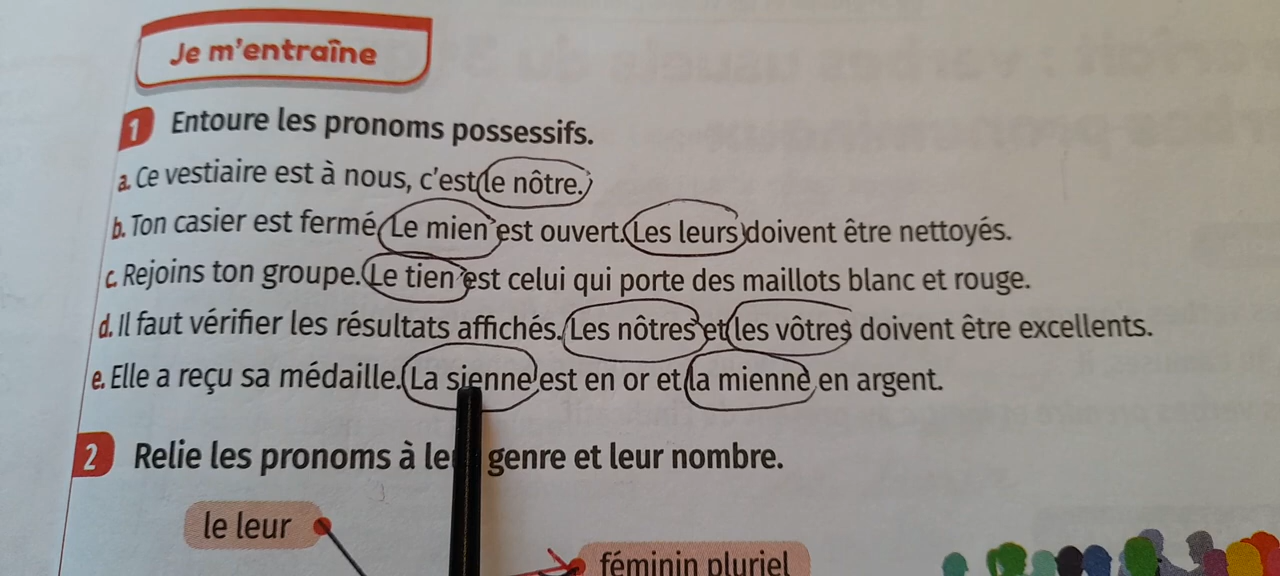 Je m'entraîne
1 Entoure les pronoms possessifs.
a. Ce vestiaire est à nous, c'est le nôtre.
b. Ton casier est fermé. Le mien est ouvert. Les leurs doivent être nettoyés.
c. Rejoins ton groupe. Le tien est celui qui porte des maillots blanc et rouge.
d. Il faut vérifier les résultats affichés. Les nôtres et les vôtres doivent être excellents.
e. Elle a reçu sa médaille. La sienne est en or et la mienne en argent.
2 Relie les pronoms à leur genre et leur nombre.
le leur
féminin pluriel